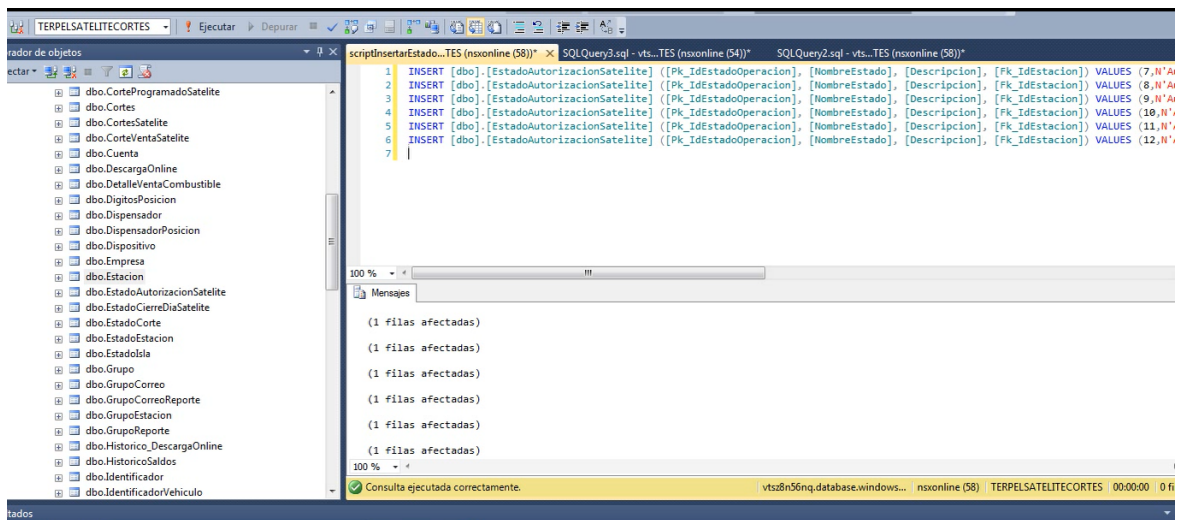 TERPELSATELITECORTES Ejecutar Depurar
rador de objetos
ectar
dbo.CorteProgramadoSatelite
dbo.Cortes
dbo.CortesSatelite
dbo.CorteVentaSatelite
dbo.Cuenta
dbo.DescargaOnline
dbo.DetalleVentaCombustible
dbo.DigitosPosicion
dbo.Dispensador
dbo.DispensadorPosicion
dbo.Dispositivo
dbo.Empresa
dbo.Estacion
dbo.EstadoAutorizacionSatelite
dbo.EstadoCierreDiaSatelite
dbo.EstadoCorte
dbo.EstadoEstacion
dbo.EstadoIsla
dbo.Grupo
dbo.GrupoCorreo
dbo.GrupoCorreoReporte
dbo.GrupoEstacion
dbo.GrupoReporte
dbo.Historico_DescargaOnline
dbo.HistoricoSaldos
dbo.Identificador
dbo.IdentificadorVehiculo
tados
scriptInsertarEstado...TES (nsxonline (58))* SQLQuery3.sql - vts...TES (nsxonline (54))* SQLQuery2.sql - vts...TES (nsxonline (58))*
1 INSERT [dbo].[EstadoAutorizacionSatelite] ([Pk_IdEstadoOperacion], [NombreEstado], [Descripcion], [Fk_IdEstacion]) VALUES (7,N'Au
2 INSERT [dbo].[EstadoAutorizacionSatelite] ([Pk_IdEstadoOperacion], [NombreEstado], [Descripcion], [Fk_IdEstacion]) VALUES (8,N'Au
3 INSERT [dbo].[EstadoAutorizacionSatelite] ([Pk_IdEstadoOperacion], [NombreEstado], [Descripcion], [Fk_IdEstacion]) VALUES (9,N'Au
4 INSERT [dbo].[EstadoAutorizacionSatelite] ([Pk_IdEstadoOperacion], [NombreEstado], [Descripcion], [Fk_IdEstacion]) VALUES (10,N'A
5 INSERT [dbo].[EstadoAutorizacionSatelite] ([Pk_IdEstadoOperacion], [NombreEstado], [Descripcion], [Fk_IdEstacion]) VALUES (11,N'A
6 INSERT [dbo].[EstadoAutorizacionSatelite] ([Pk_IdEstadoOperacion], [NombreEstado], [Descripcion], [Fk_IdEstacion]) VALUES (12,N'A
7
100 %
Mensajes
(1 filas afectadas)
(1 filas afectadas)
(1 filas afectadas)
(1 filas afectadas)
(1 filas afectadas)
(1 filas afectadas)
100 %
Consulta ejecutada correctamente. vtsz8n56nq.database.windows... nsxonline (58) TERPELSATELITECORTES 00:00:00 0 fi